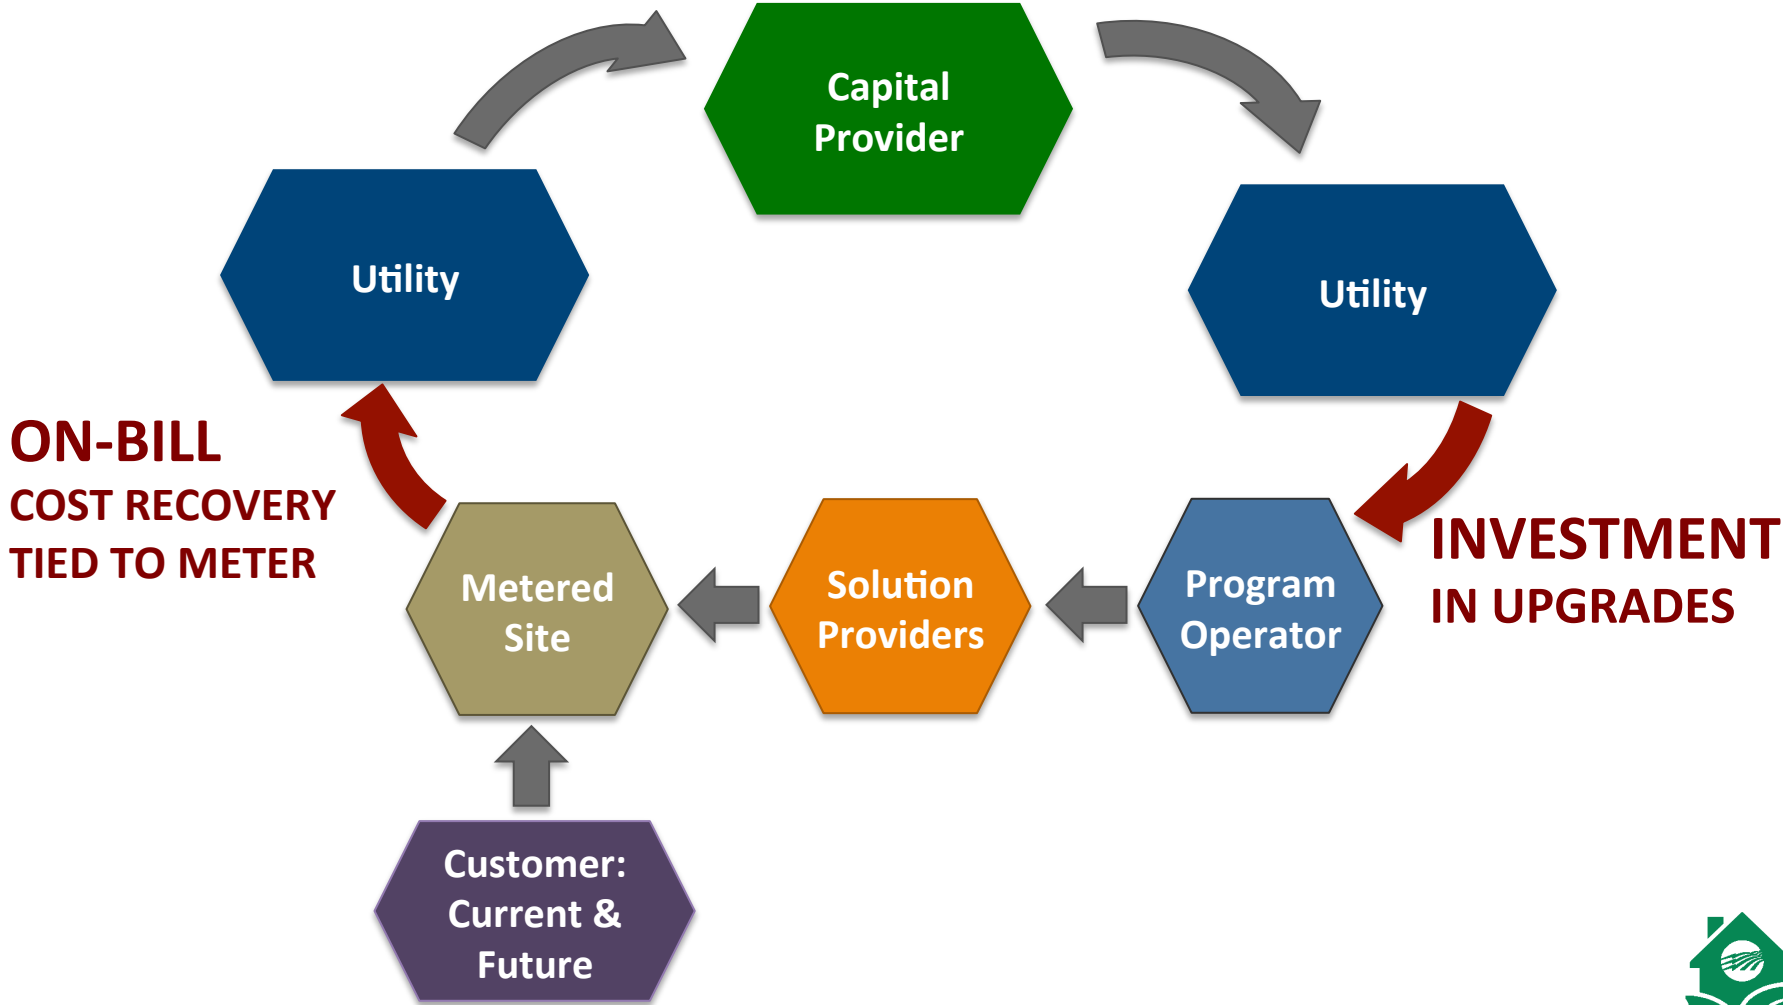 Capital
Provider
Utility
Utility
ON-BILL
COST RECOVERY
TIED TO METER
INVESTMENT
IN UPGRADES
Metered
Site
Solution
Providers
Program
Operator
Customer:
Current &
Future